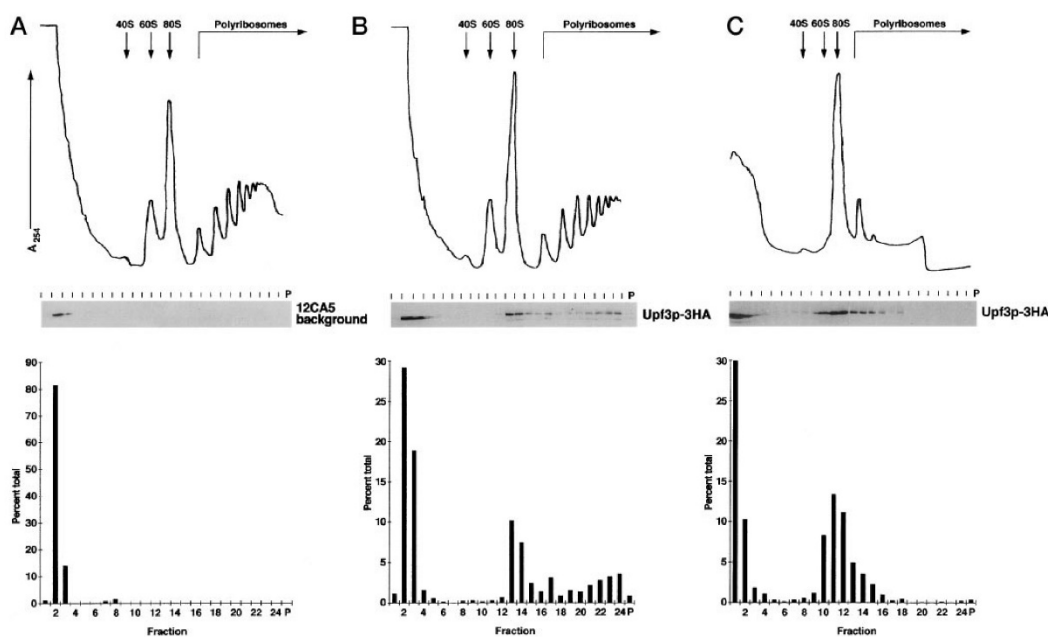 A
40S 60S 80S
Polyribosomes
A254
P
12CA5
background
90
80
70
60
50
40
30
20
10
0
Percent total
2 4 6 8 10 12 14 16 18 20 22 24 P
Fraction
B
40S 60S 80S
Polyribosomes
P
Upf3p-3HA
30
25
20
15
10
5
0
Percent total
2 4 6 8 10 12 14 16 18 20 22 24 P
Fraction
C
40S 60S 80S
Polyribosomes
P
Upf3p-3HA
30
25
20
15
10
5
0
Percent total
2 4 6 8 10 12 14 16 18 20 22 24 P
Fraction